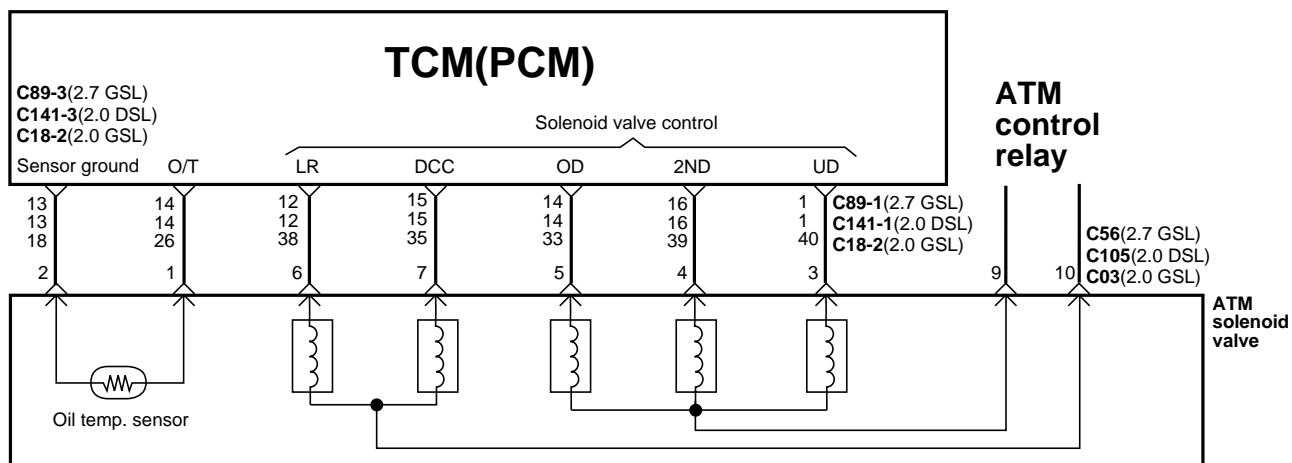 TCM(PCM)
C89-3(2.7 GSL)
C141-3(2.0 DSL)
C18-2(2.0 GSL)
ATM
control
relay
Solenoid valve control
Sensor ground O/T LR DCC OD 2ND UD
13 14 12 15 14 16 1 C89-1(2.7 GSL)
13 14 12 15 14 16 1 C141-1(2.0 DSL)
18 26 38 35 33 39 40 C18-2(2.0 GSL)
C56(2.7 GSL)
C105(2.0 DSL)
C03(2.0 GSL)
2 1 6 7 5 4 3 9 10
ATM
solenoid
valve
Oil temp. sensor